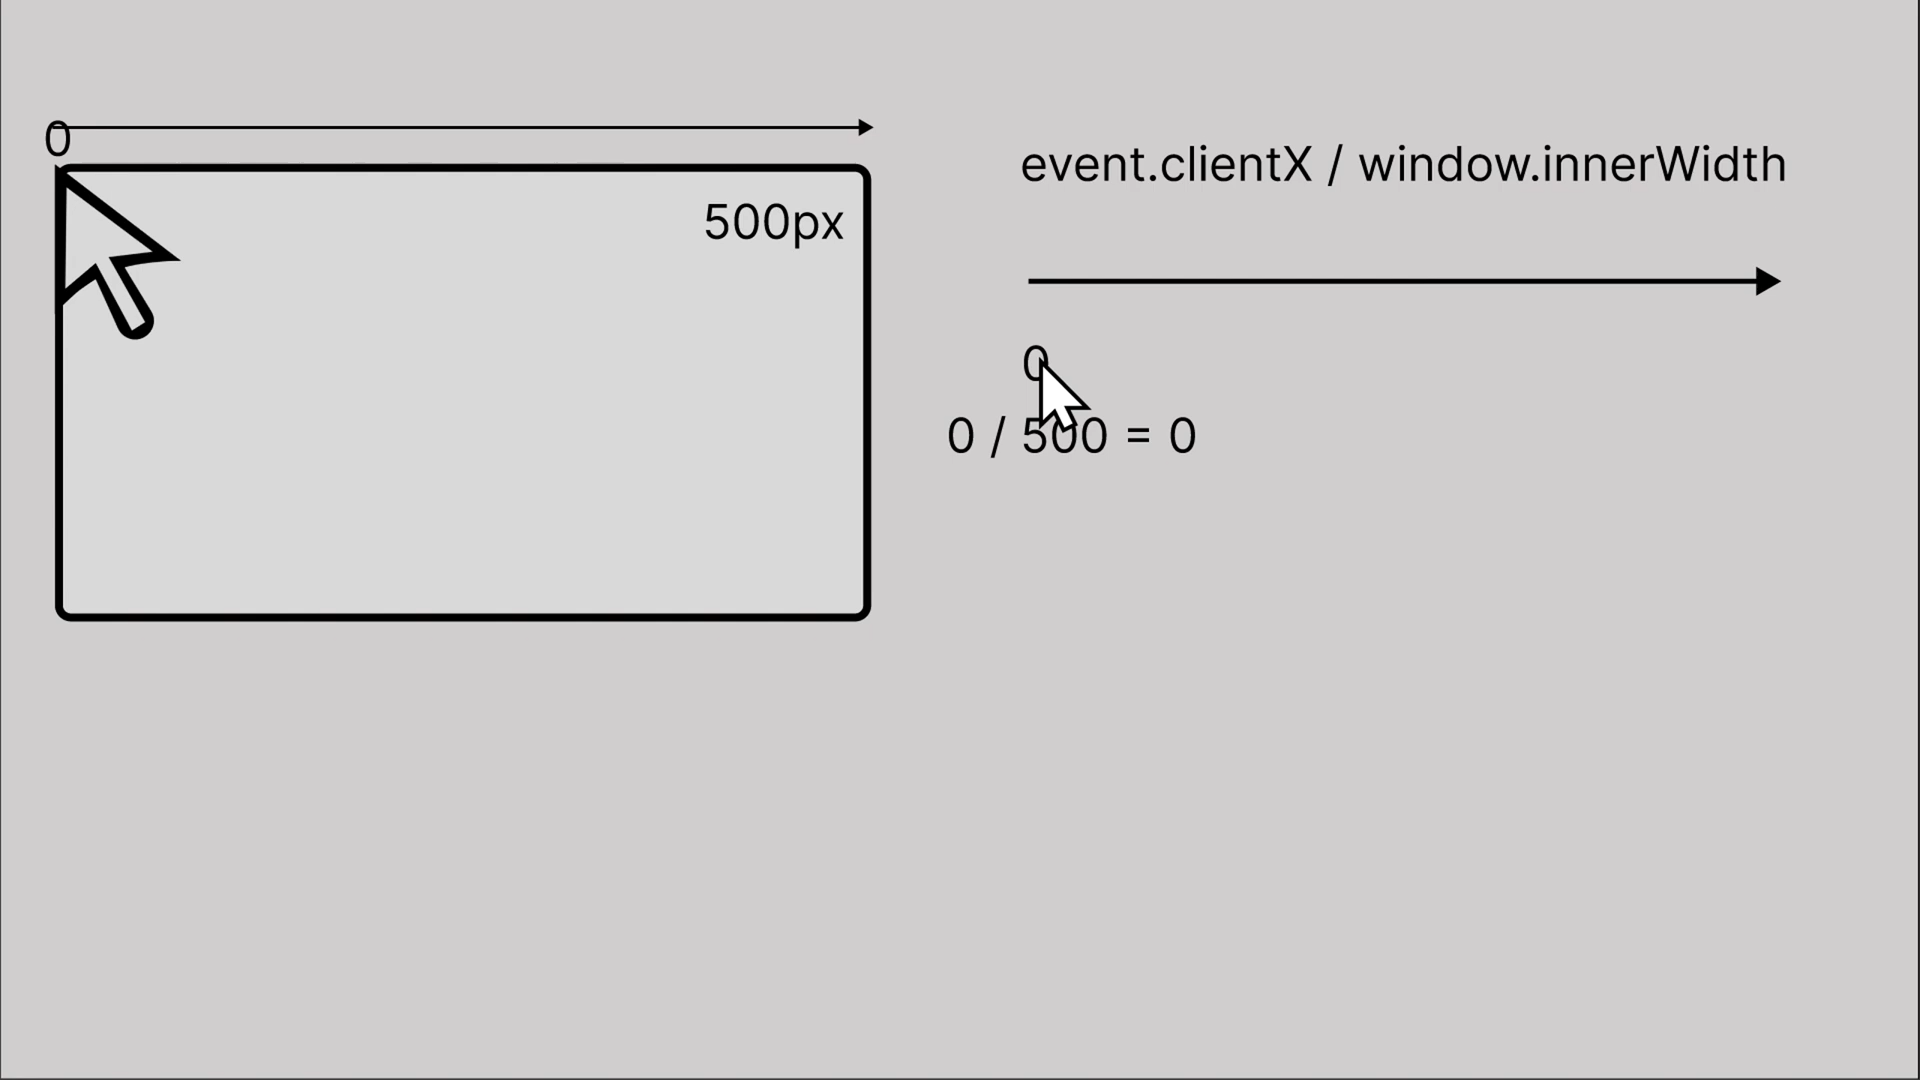 0
500px
event.clientX / window.innerWidth
0
0 / 500 = 0